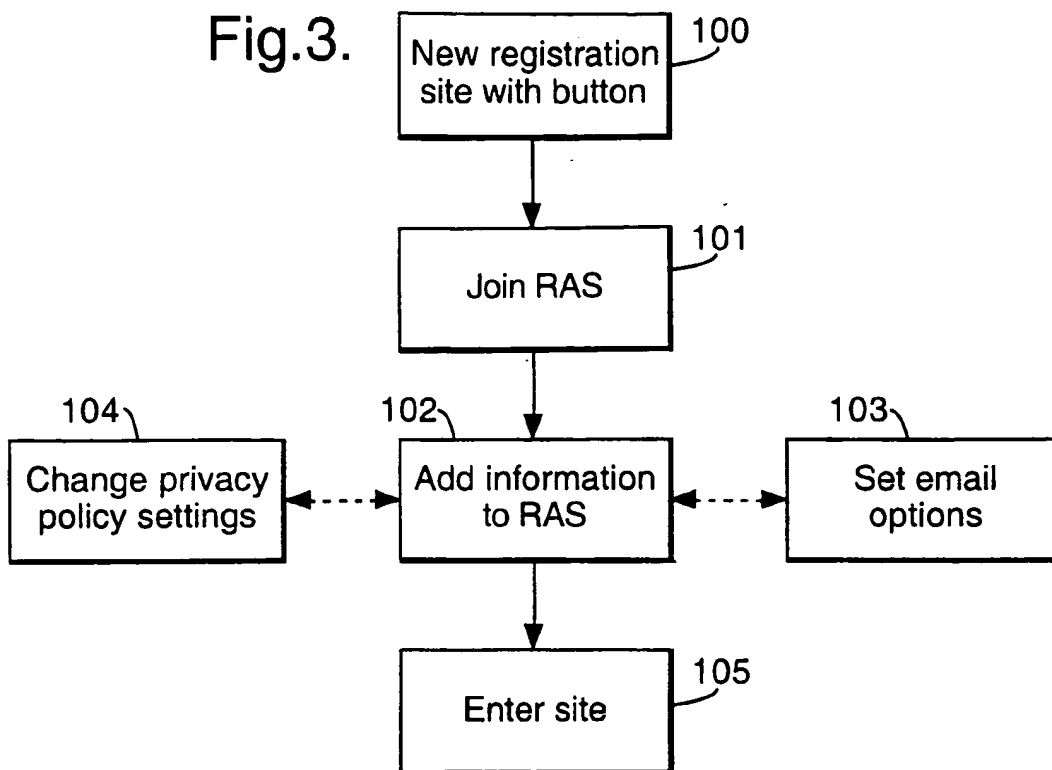 Fig.3.
New registration
site with button
100
Join RAS
101
104
Change privacy
policy settings
102
Add information
to RAS
103
Set email
options
Enter site
105